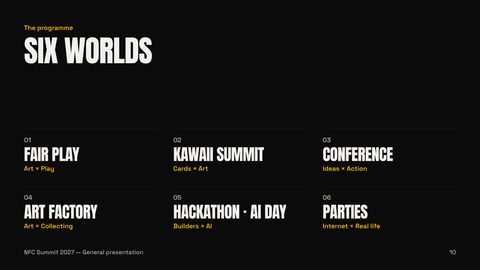 The programme
SIX WORLDS
01
FAIR PLAY
Art × Play
02
KAWAII SUMMIT
Cards × Art
03
CONFERENCE
Ideas × Action
04
ART FACTORY
Art × Collecting
05
HACKATHON · AI DAY
Builders × AI
06
PARTIES
Internet × Real life
NFC Summit 2027 — General presentation
10